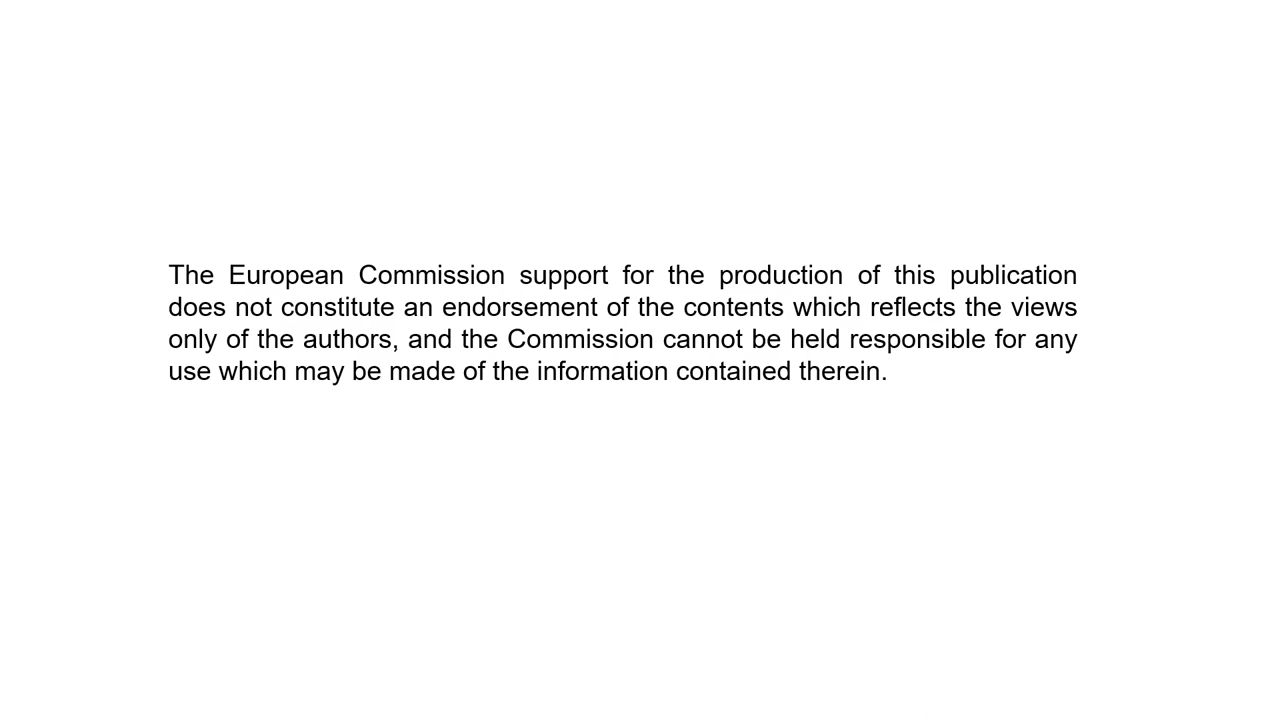 The European Commission support for the production of this publication
does not constitute an endorsement of the contents which reflects the views
only of the authors, and the Commission cannot be held responsible for any
use which may be made of the information contained therein.